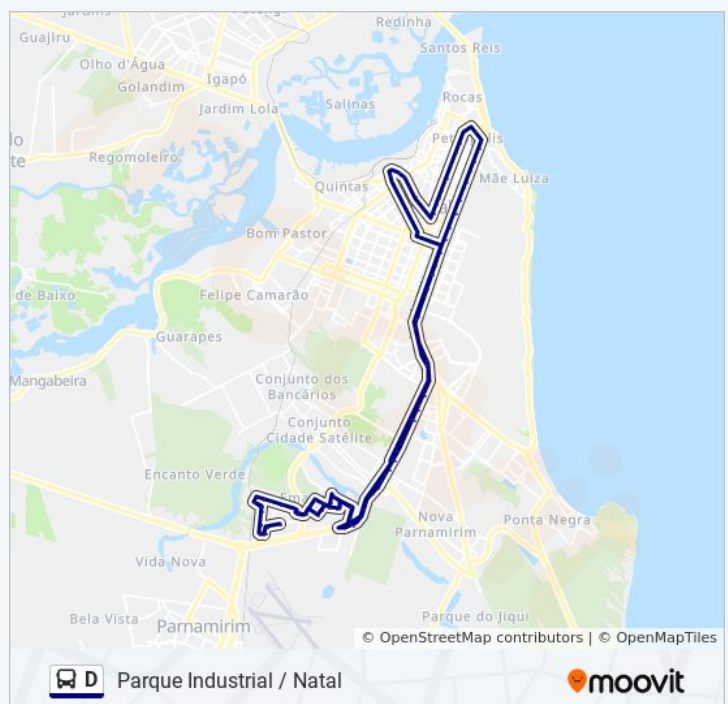 Redinha
Guajiru
Santos Reis
Olho d'Água
Igapó
Golandim
Rocas
Salinas
Jardim Lola
Regomoleiro
Mãe Luiza
Quintas
Bom Pastor
de Baixo
Felipe Camarão
Guarapes
Mangabeira
Conjunto dos
Bancários
Conjunto
Cidade Satélite
Encanto Verde
Nova
Parnamirim
Ponta Negra
Vida Nova
Bela Vista
Parnamirim
Parque do Jiqui
© OpenStreetMap contributors | © OpenMapTiles
D Parque Industrial / Natal
moovit